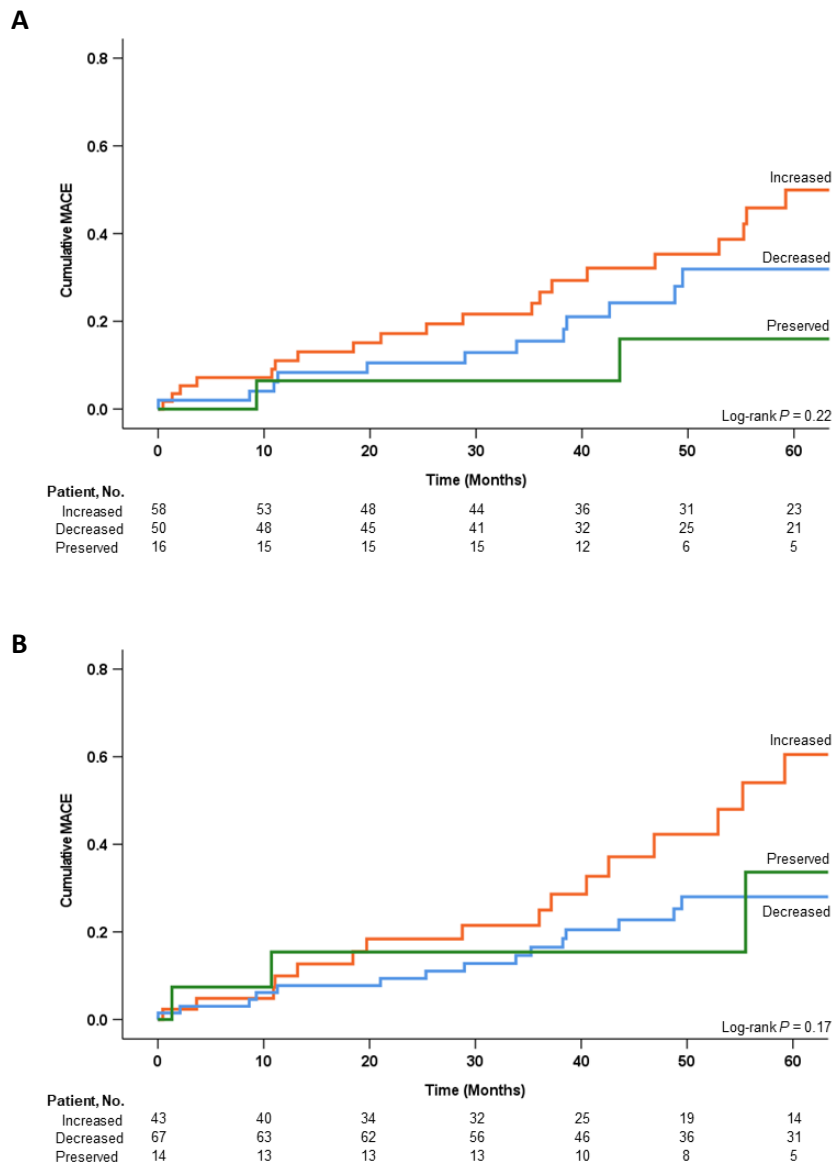 A
0.8
0.6
0.4
0.2
0.0
Cumulative MACE
Increased
Decreased
Preserved
Log-rank P = 0.22
0 10 20 30 40 50 60
Time (Months)
Patient, No.
Increased 58 53 48 44 36 31 23
Decreased 50 48 45 41 32 25 21
Preserved 16 15 15 15 12 6 5
B
0.8
0.6
0.4
0.2
0.0
Cumulative MACE
Increased
Preserved
Decreased
Log-rank P = 0.17
0 10 20 30 40 50 60
Time (Months)
Patient, No.
Increased 43 40 34 32 25 19 14
Decreased 67 63 62 56 46 36 31
Preserved 14 13 13 13 10 8 5